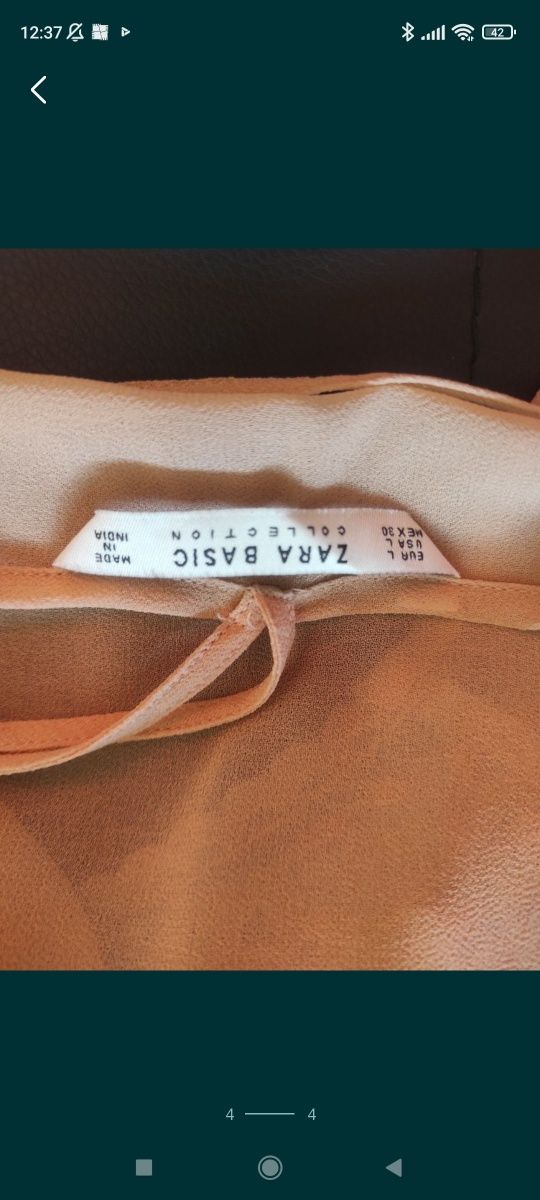 12:37
42
ZARA BASIC
COLLECTION
EUR L
USA L
MEX 30
MADE
IN
INDIA
4
4